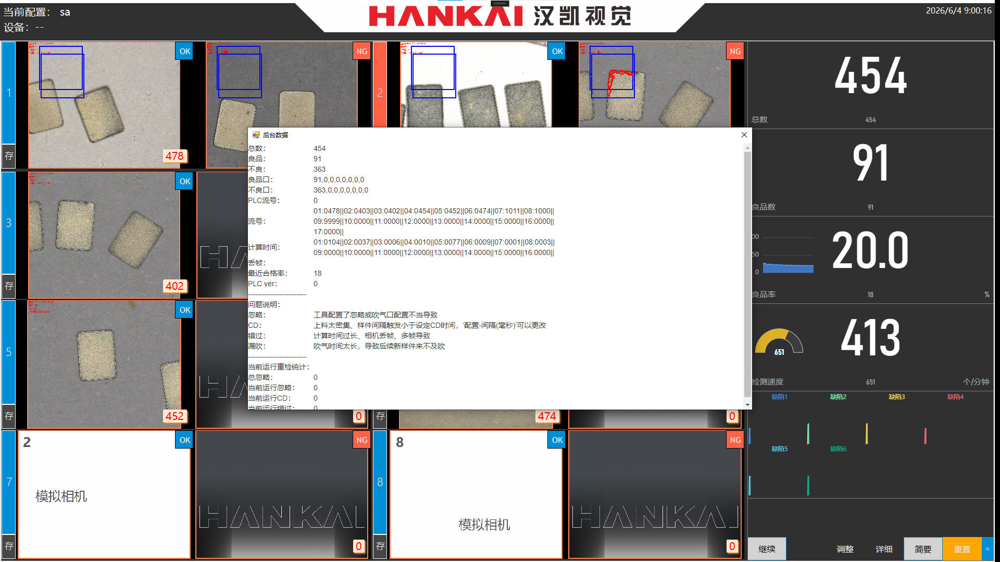 当前配置： sa
设备：--
HANKAI 汉凯视觉
2026/6/4 9:00:16
1
OK
NG
2
OK
NG
存
478
3
OK
存
402
5
OK
存
452
0
存
474
0
后台数据
总数： 454
良品： 91
不良： 363
良品口： 91,0,0,0,0,0,0,0
不良口： 363,0,0,0,0,0,0,0
PLC流号： 0
流号： 01:0478||02:0403||03:0402||04:0454||05:0452||06:0474||07:1011||08:1000||
09:9999||10:0000||11:0000||12:0000||13:0000||14:0000||15:0000||16:0000||
17:0000||
计算时间： 01:0104||02:0037||03:0006||04:0010||05:0077||06:0009||07:0001||08:0003||
09:0000||10:0000||11:0000||12:0000||13:0000||14:0000||15:0000||16:0000||
丢帧：
最近合格率： 18
PLC ver: 0
------------------------
问题说明：
忽略： 工具配置了忽略或吹气口配置不当导致
CD： 上料太密集、样件间隔触发小于设定CD时间，'配置-间隔(毫秒)'可以更改
错过： 计算时间过长、相机丢帧、多帧导致
漏吹： 吹气时间太长，导致后续新样件来不及吹
------------------------
当前运行重检统计：
总忽略： 0
当前运行忽略： 0
当前运行CD： 0
当前运行错过： 0
7
2
模拟相机
OK
HANKAI
NG
0
存
8
8
模拟相机
OK
HANKAI
NG
0
存
454
总数 454
91
良品数 91
00
50
0
20.0
良品率 18 %
651
413
检测速度 651 个/分钟
缺陷1 缺陷2 缺陷3 缺陷4
缺陷5 缺陷6
继续 调整 详细 简要 重置 =